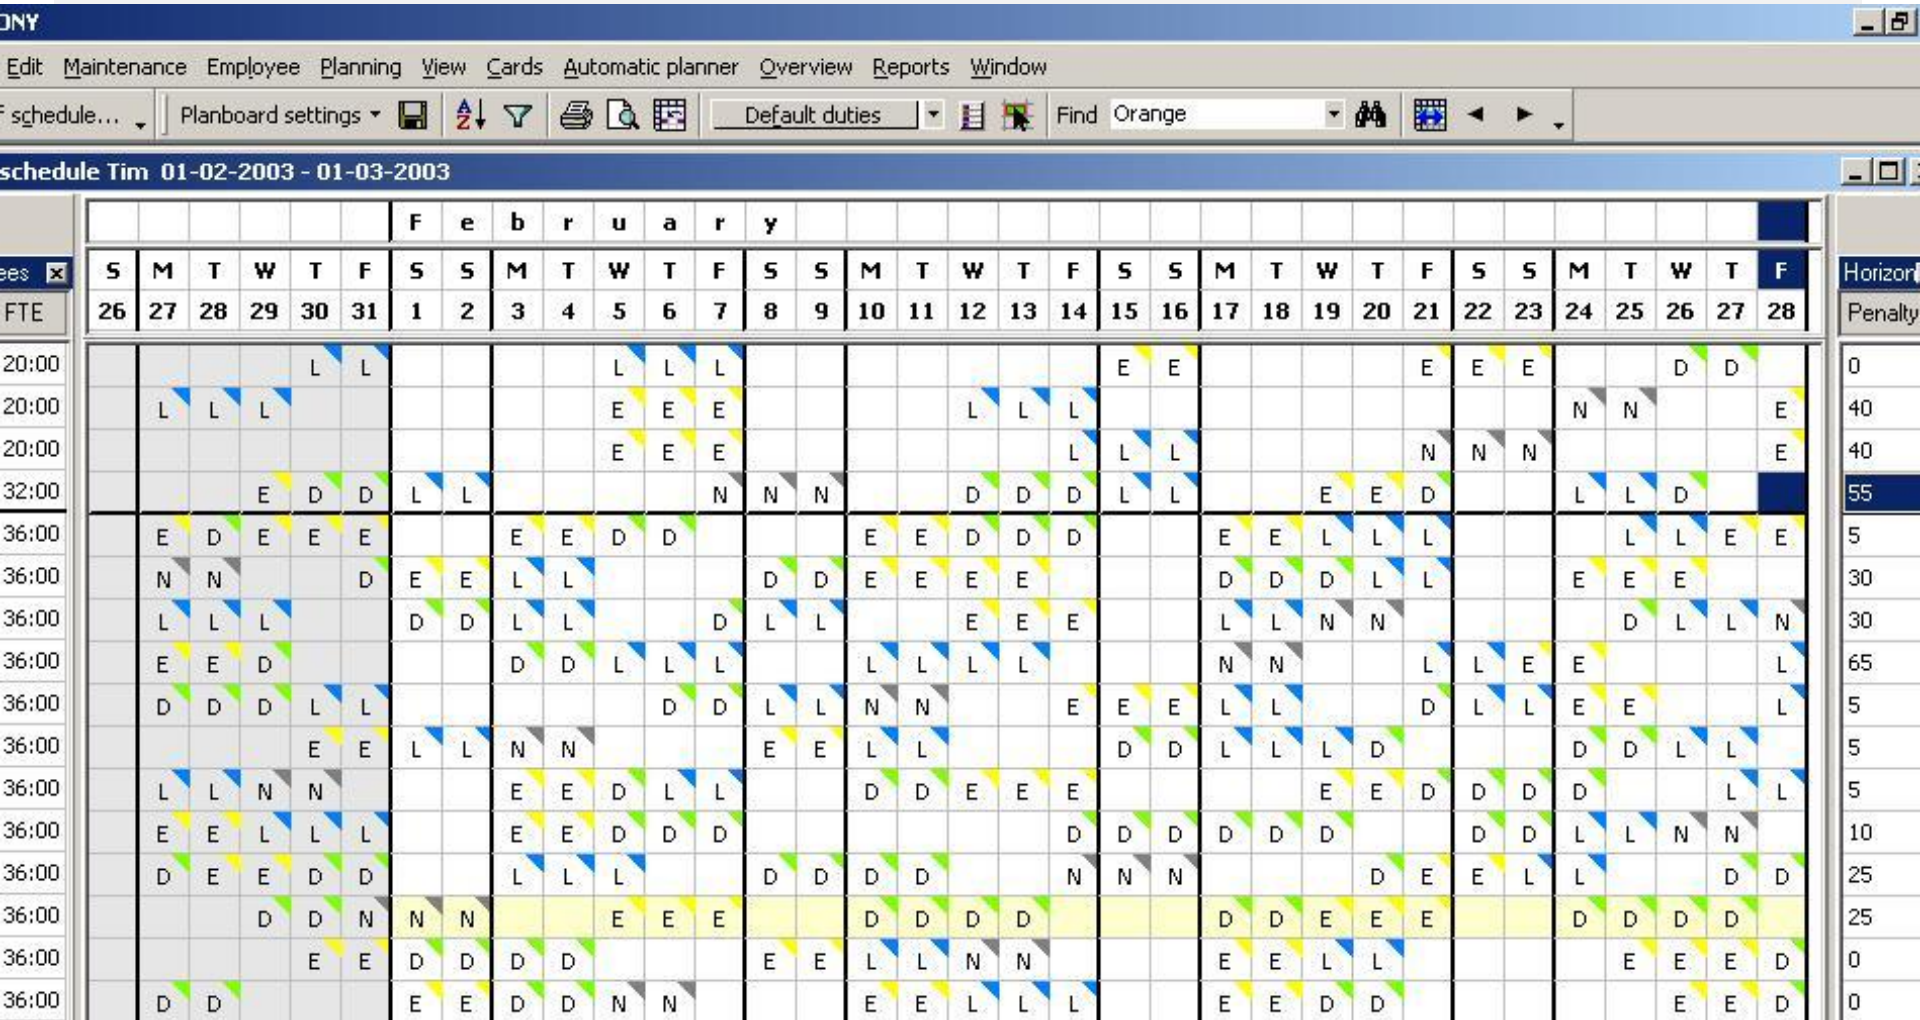 ONY
Edit Maintenance Employee Planning View Cards Automatic planner Overview Reports Window
schedule... Planboard settings Default duties Find Orange
schedule Tim 01-02-2003 - 01-03-2003
F e b r u a r y
ees S M T W T F S S M T W T F S S M T W T F S S M T W T F S S M T W T F Horizon
FTE 26 27 28 29 30 31 1 2 3 4 5 6 7 8 9 10 11 12 13 14 15 16 17 18 19 20 21 22 23 24 25 26 27 28 Penalty
20:00 L L L L L E E E E E D D 0
20:00 L L L E E E L L L N N E 40
20:00 E E E L L L N N N E 40
32:00 E D D L L N N N D D D L L E E D L L D 55
36:00 E D E E E E E D D E E D D D E E L L L L L E E 5
36:00 N N D E E L L D D E E E E D D D L L E E E 30
36:00 L L L D D L L D L L E E E L L N N D L L N 30
36:00 E E D D D L L L L L L L N N L L E E L 65
36:00 D D D L L D D L L N N E E E L L D L L E E L 5
36:00 E E L L N N E E L L D D L L L D D D L L 5
36:00 L L N N E E D L L D D E E E E E D D D D L L 5
36:00 E E L L L E E D D D D D D D D D D D L L N N 10
36:00 D E E D D L L L D D D D N N N D E E L L D D 25
36:00 D D N N N E E E D D D D D D E E E D D D D 25
36:00 E E D D D D E E L L N N E E L L E E E D 0
36:00 D D E E D D N N E E L L L E E D D E E D 0